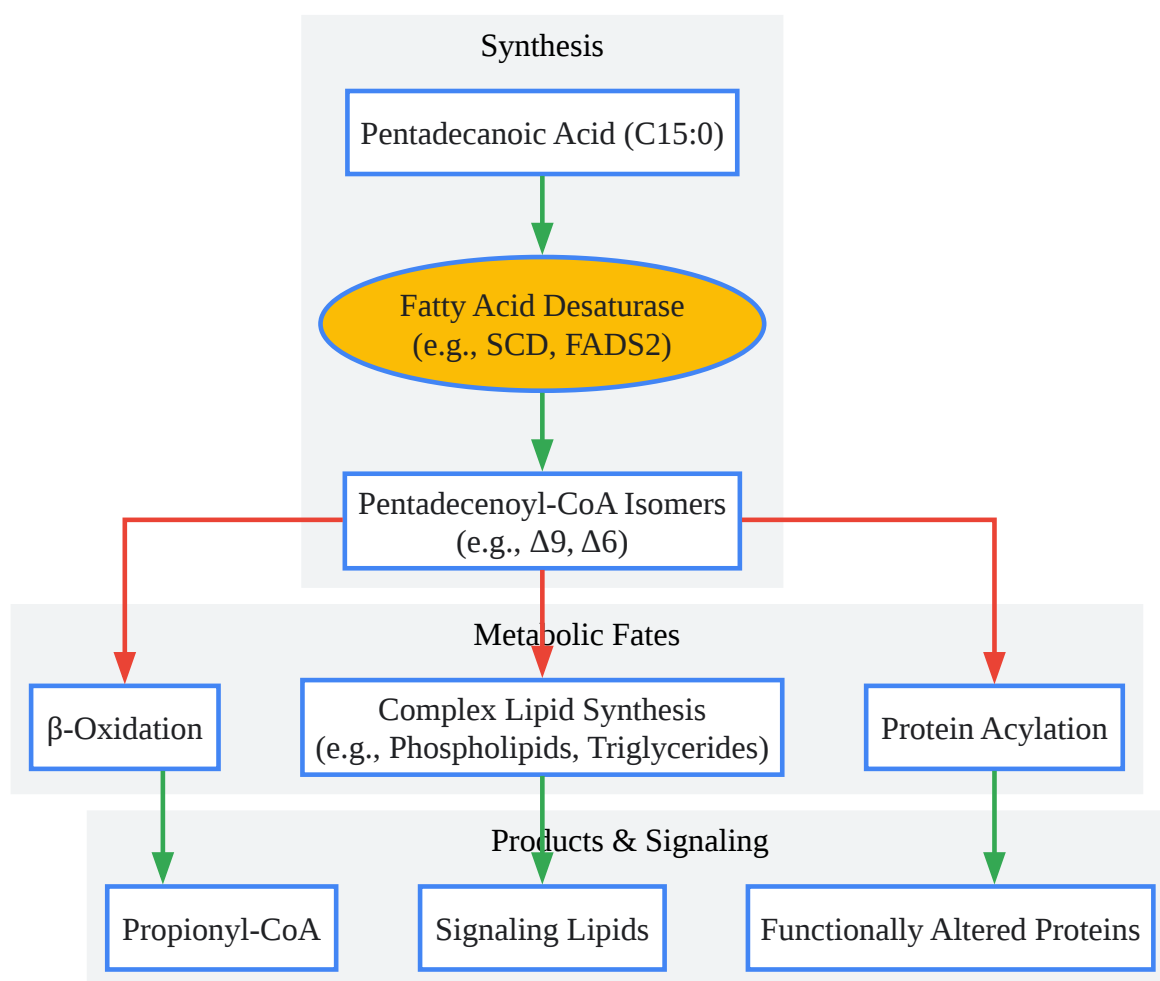 Synthesis
Pentadecanoic Acid (C15:0)
Fatty Acid Desaturase
(e.g., SCD, FADS2)
Pentadecenoyl-CoA Isomers
(e.g., Δ9, Δ6)
Metabolic Fates
β-Oxidation
Complex Lipid Synthesis
(e.g., Phospholipids, Triglycerides)
Protein Acylation
Products & Signaling
Propionyl-CoA
Signaling Lipids
Functionally Altered Proteins